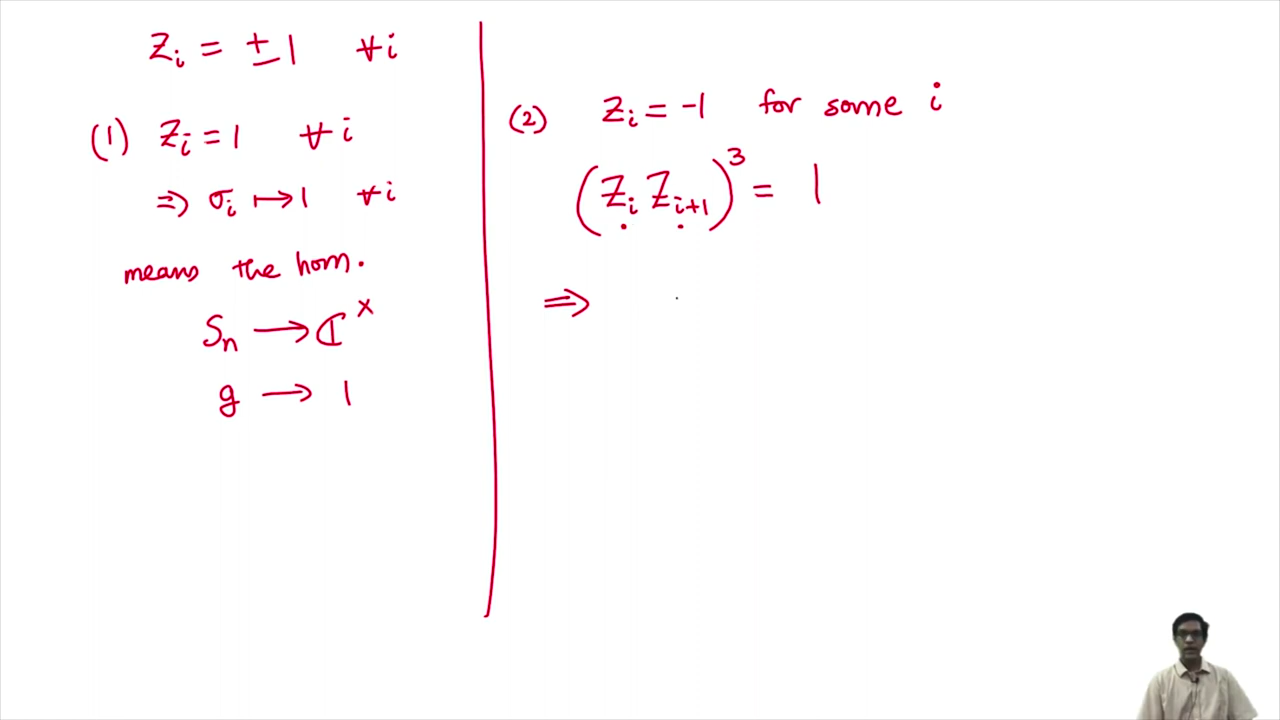 Z_i = ±1 ∀i
(1) Z_i = 1 ∀i
⇒ σ_i ↦ 1 ∀i
means the hom.
S_n → ℂ^×
g → 1
(2) Z_i = -1 for some i
(Z_i Z_{i+1})^3 = 1
⇒